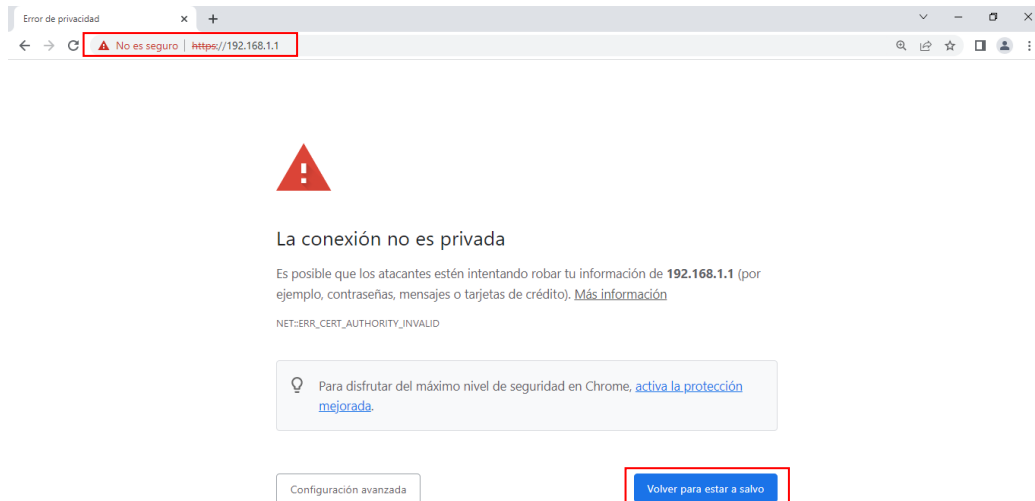 Error de privacidad
No es seguro | https://192.168.1.1
La conexión no es privada
Es posible que los atacantes estén intentando robar tu información de 192.168.1.1 (por
ejemplo, contraseñas, mensajes o tarjetas de crédito). Más información
NET::ERR_CERT_AUTHORITY_INVALID
Para disfrutar del máximo nivel de seguridad en Chrome, activa la protección
mejorada.
Configuración avanzada
Volver para estar a salvo